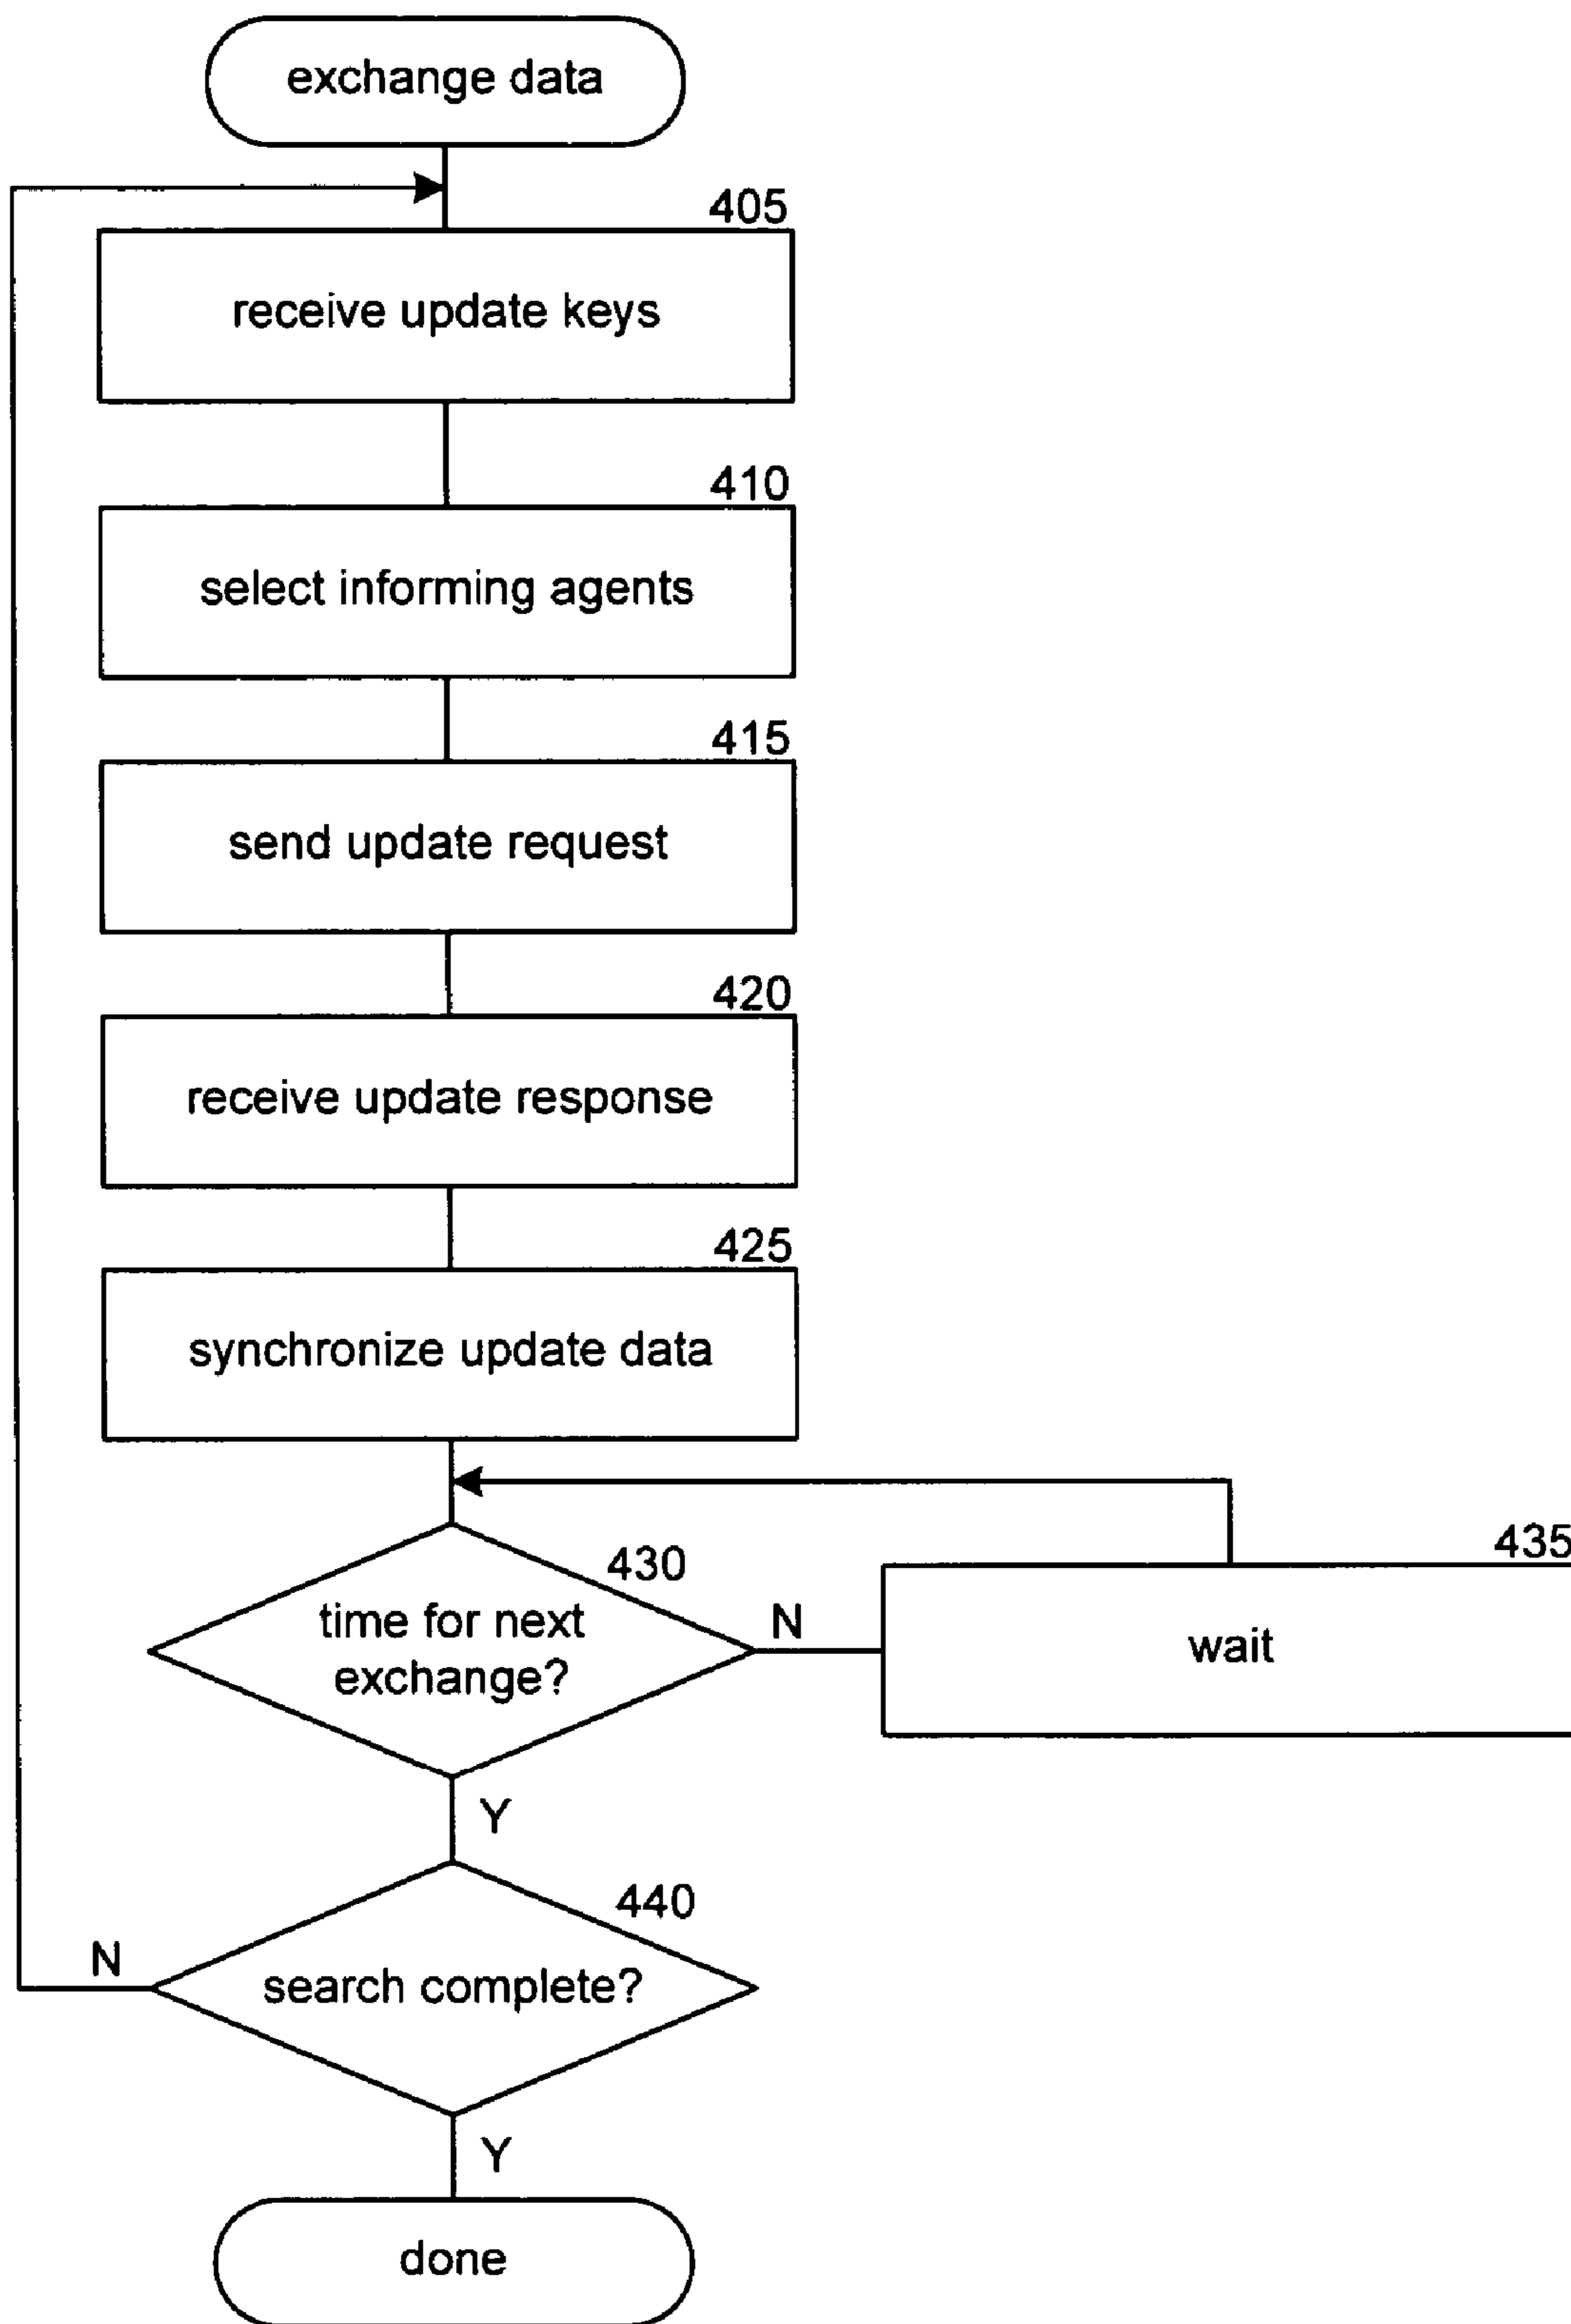 exchange data
405
receive update keys
410
select informing agents
415
send update request
420
receive update response
425
synchronize update data
430
time for next
exchange?
N
435
wait
Y
440
N
search complete?
Y
done